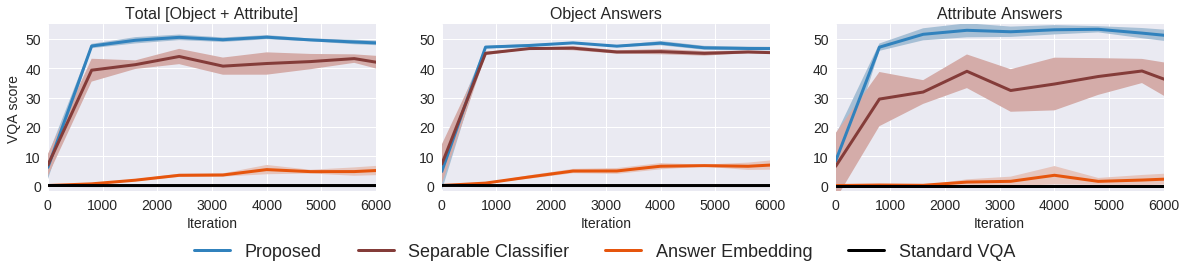 Total [Object + Attribute]
Object Answers
Attribute Answers
VQA score
50
40
30
20
10
0
0 1000 2000 3000 4000 5000 6000
Iteration
50
40
30
20
10
0
0 1000 2000 3000 4000 5000 6000
Iteration
50
40
30
20
10
0
0 1000 2000 3000 4000 5000 6000
Iteration
Proposed Separable Classifier Answer Embedding Standard VQA